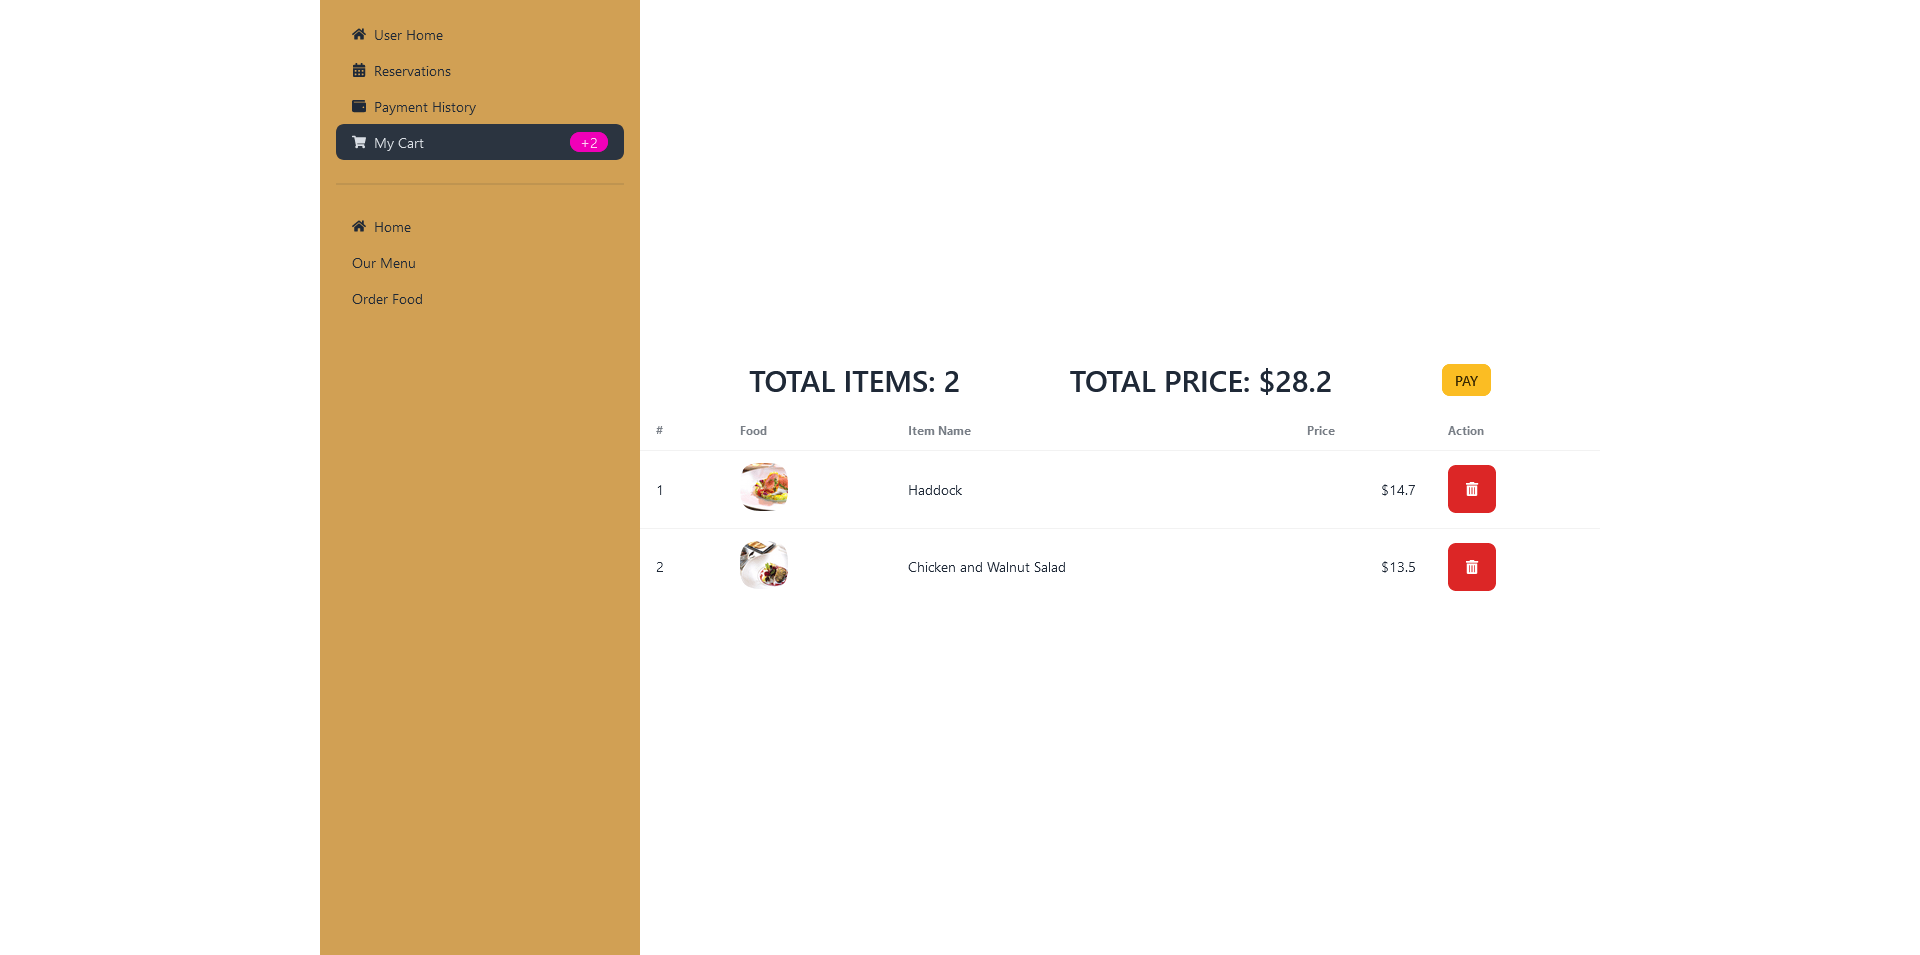 User Home
Reservations
Payment History
My Cart +2
Home
Our Menu
Order Food
TOTAL ITEMS: 2 TOTAL PRICE: $28.2 PAY
# Food Item Name Price Action
1 Haddock $14.7
2 Chicken and Walnut Salad $13.5